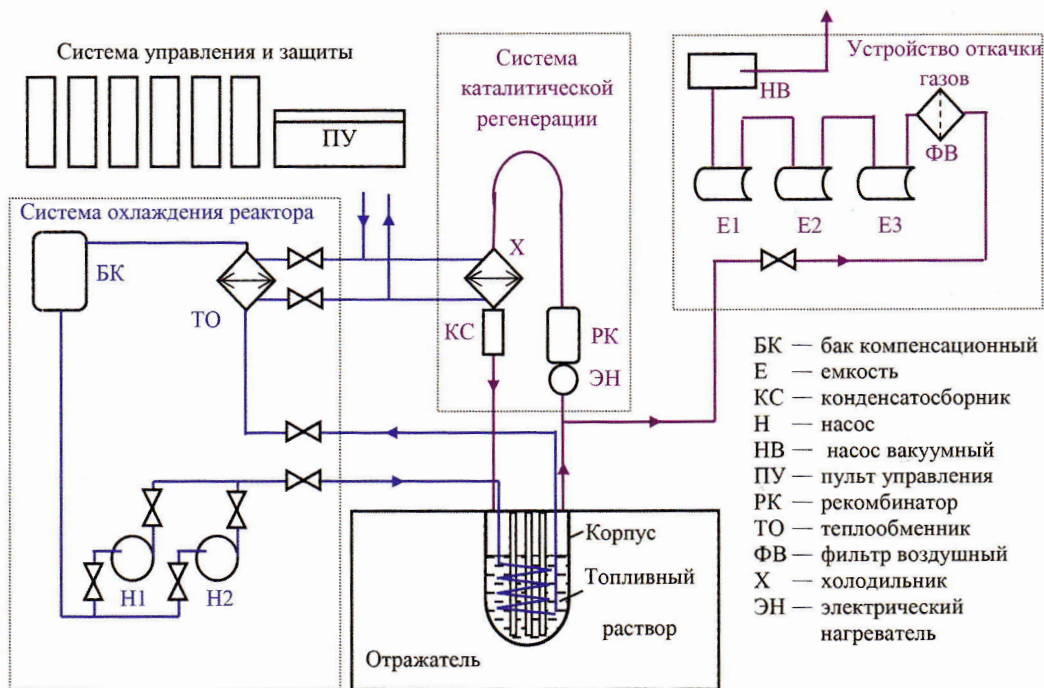 Система управления и защиты
ПУ
Система
каталитической
регенерации
Устройство откачки
газов
НВ
ФВ
Е1
Е2
Е3
Система охлаждения реактора
БК
ТО
Х
КС
РК
ЭН
Н1
Н2
Корпус
Топливный
раствор
Отражатель
БК — бак компенсационный
Е — емкость
КС — конденсатосборник
Н — насос
НВ — насос вакуумный
ПУ — пульт управления
РК — рекомбинатор
ТО — теплообменник
ФВ — фильтр воздушный
Х — холодильник
ЭН — электрический
нагреватель